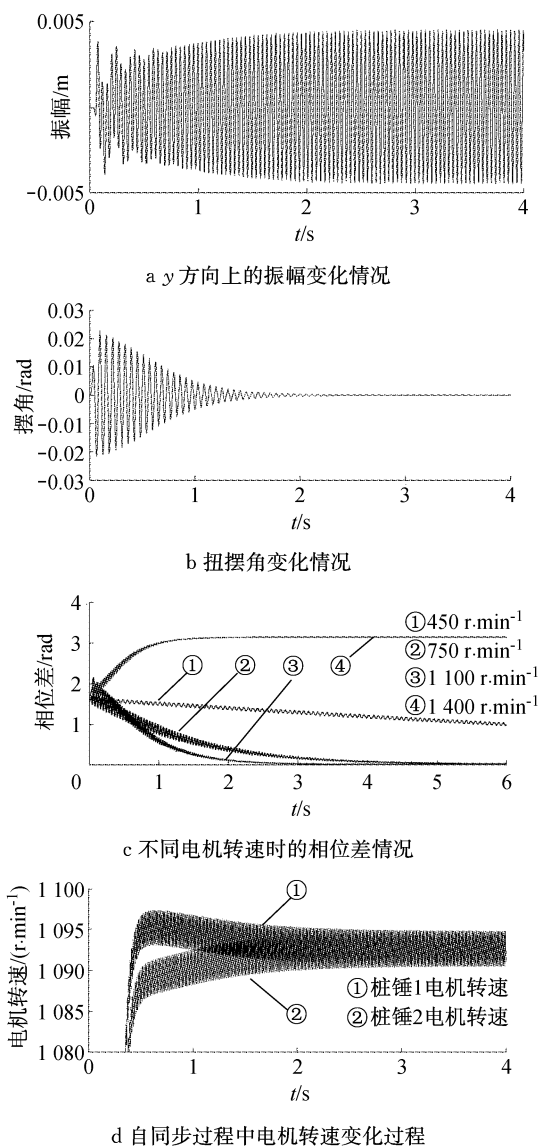 0.005
振幅/m
−0.005
0 1 2 3 4
t/s
a y 方向上的振幅变化情况
0.03
0.02
0.01
0
−0.01
−0.02
−0.03
摆角/rad
0 1 2 3 4
t/s
b 扭摆角变化情况
4
3
2
1
相位差/rad
①450 r·min⁻¹
②750 r·min⁻¹
③1 100 r·min⁻¹
④1 400 r·min⁻¹
① ② ③ ④
0 1 2 3 4 5 6
t/s
c 不同电机转速时的相位差情况
1 100
1 095
1 090
1 085
1 080
电机转速/(r·min⁻¹)
①
②
①桩锤1电机转速
②桩锤2电机转速
0 1 2 3 4
t/s
d 自同步过程中电机转速变化过程